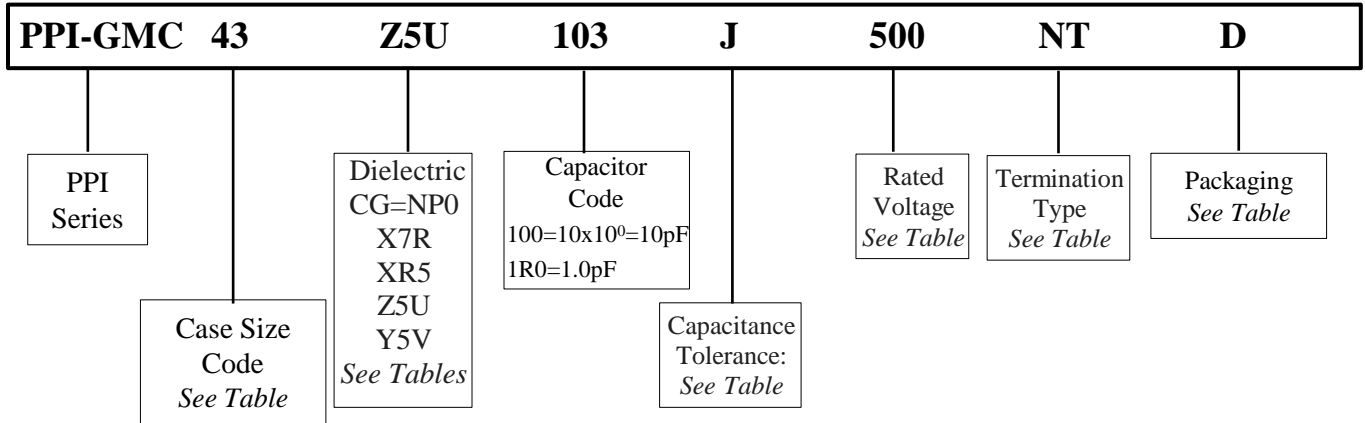 PPI-GMC 43 Z5U 103 J 500 NT D
PPI
Series
Case Size
Code
See Table
Dielectric
CG=NP0
X7R
XR5
Z5U
Y5V
See Tables
Capacitor
Code
100=10x10⁰=10pF
1R0=1.0pF
Capacitance
Tolerance:
See Table
Rated
Voltage
See Table
Termination
Type
See Table
Packaging
See Table